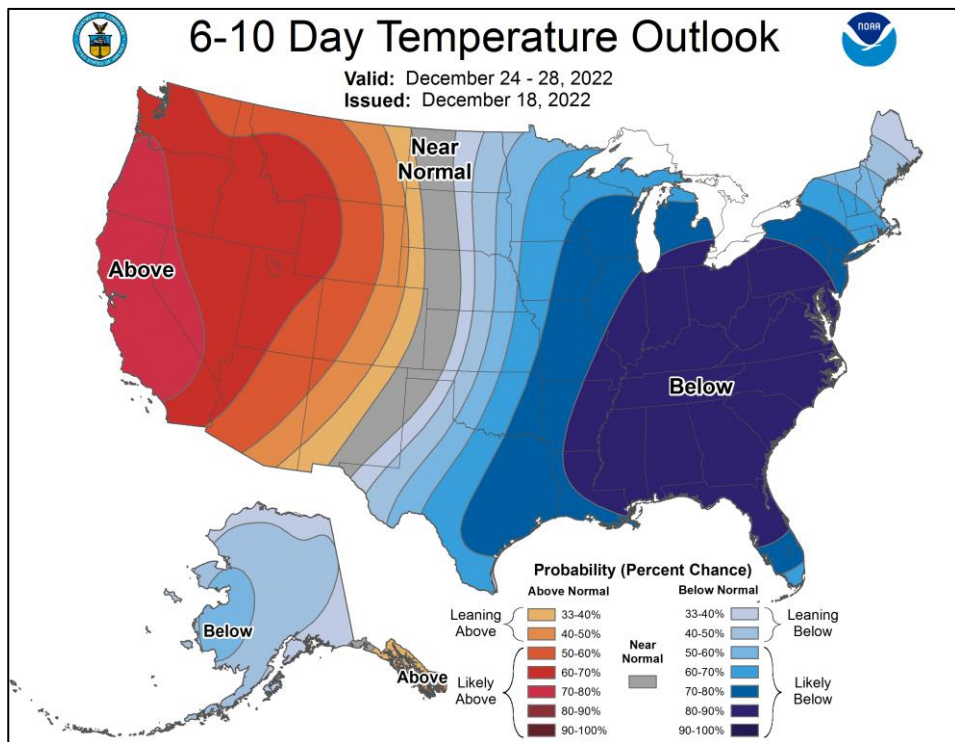 6-10 Day Temperature Outlook
NOAA
Valid: December 24 - 28, 2022
Issued: December 18, 2022
Near
Normal
Above
Below
Below
Above
Probability (Percent Chance)
Above Normal
Below Normal
Leaning
Above
33-40%
40-50%
Likely
Above
50-60%
60-70%
70-80%
80-90%
90-100%
Near
Normal
33-40%
40-50%
Leaning
Below
50-60%
60-70%
70-80%
80-90%
90-100%
Likely
Below